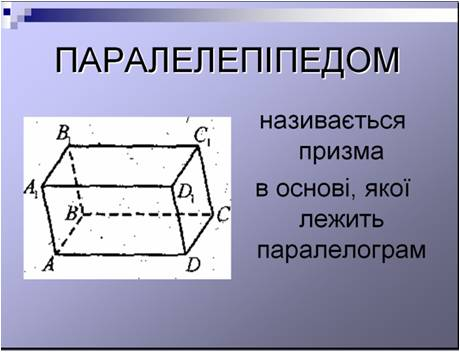 ПАРАЛЕЛЕПІПЕДОМ
називається
призма
в основі, якої
лежить
паралелограм
B₁ C₁
A₁ D₁
B C
A D